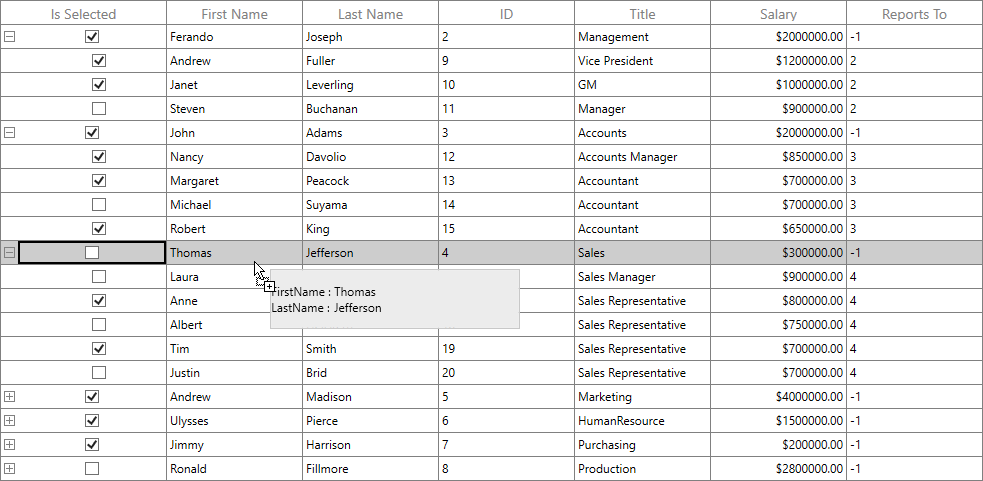 Is Selected First Name Last Name ID Title Salary Reports To
Ferando Joseph 2 Management $2000000.00 -1
Andrew Fuller 9 Vice President $1200000.00 2
Janet Leverling 10 GM $1000000.00 2
Steven Buchanan 11 Manager $900000.00 2
John Adams 3 Accounts $2000000.00 -1
Nancy Davolio 12 Accounts Manager $850000.00 3
Margaret Peacock 13 Accountant $700000.00 3
Michael Suyama 14 Accountant $700000.00 3
Robert King 15 Accountant $650000.00 3
Thomas Jefferson 4 Sales $300000.00 -1
Laura Sales Manager $900000.00 4
FirstName : Thomas
Anne Sales Representative $800000.00 4
LastName : Jefferson
Albert Sales Representative $750000.00 4
Tim Smith 19 Sales Representative $700000.00 4
Justin Brid 20 Sales Representative $700000.00 4
Andrew Madison 5 Marketing $4000000.00 -1
Ulysses Pierce 6 HumanResource $1500000.00 -1
Jimmy Harrison 7 Purchasing $200000.00 -1
Ronald Fillmore 8 Production $2800000.00 -1